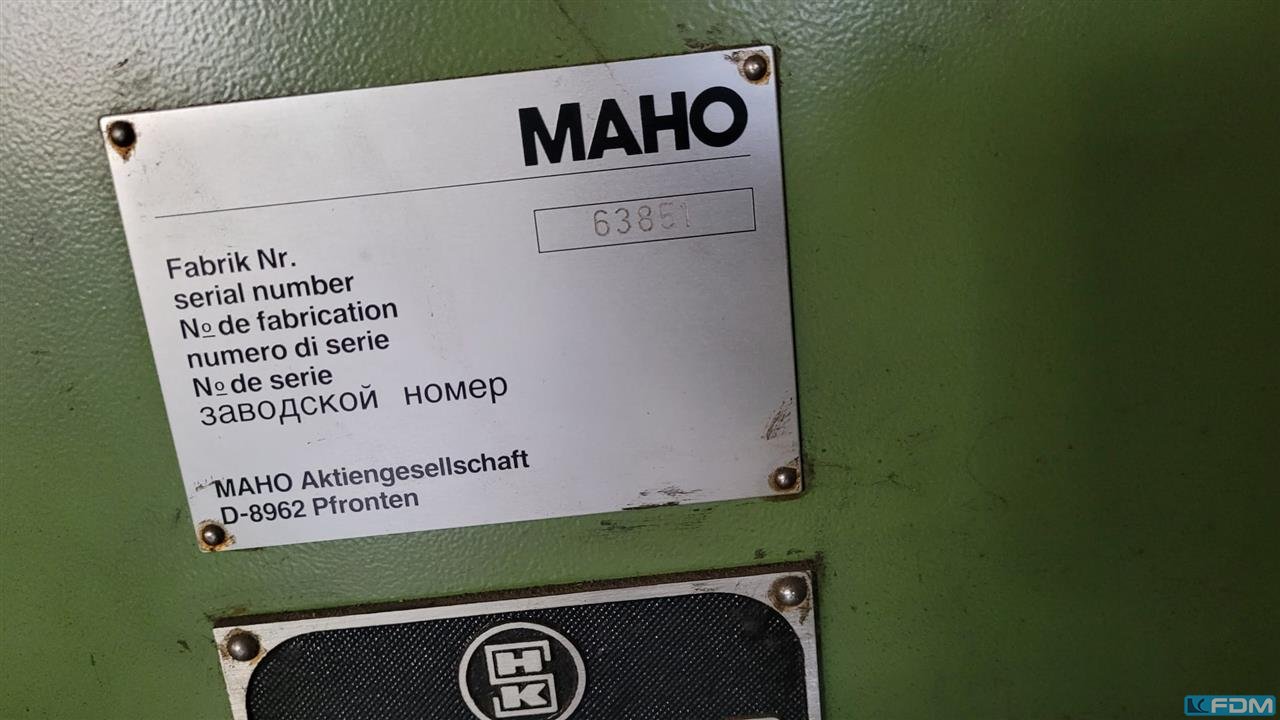 MAHO
63851
Fabrik Nr.
serial number
No de fabrication
numero di serie
No de serie
заводской номер
MAHO Aktiengesellschaft
D-8962 Pfronten
HK
FDM